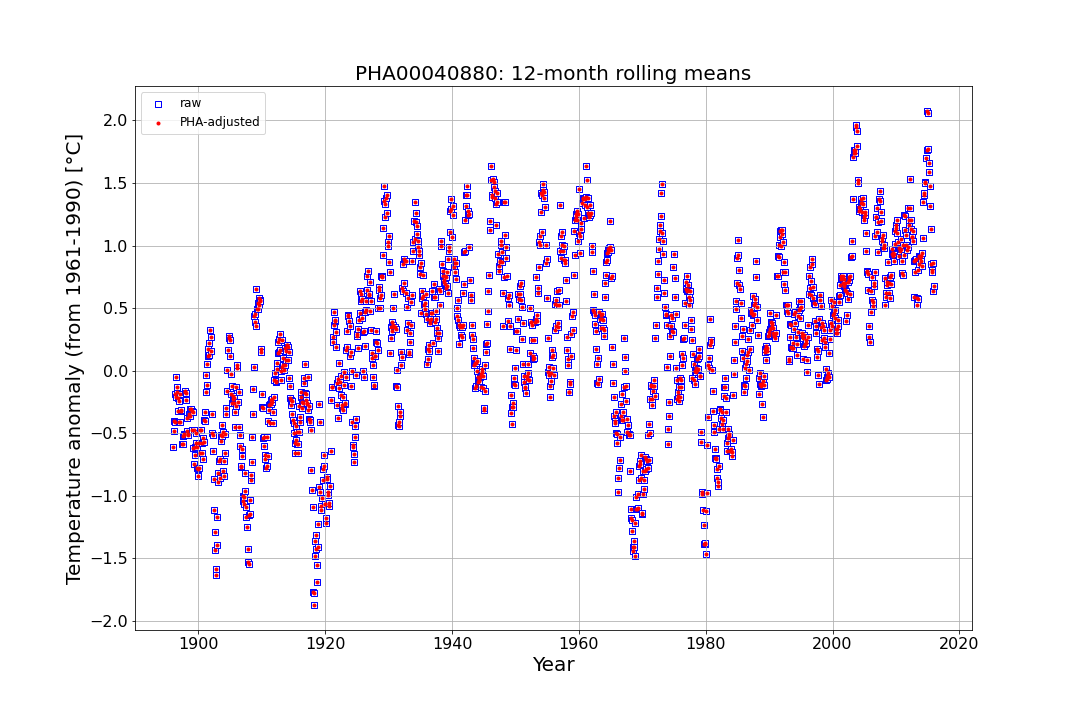 PHA00040880: 12-month rolling means
raw
PHA-adjusted
Temperature anomaly (from 1961-1990) [°C]
2.0
1.5
1.0
0.5
0.0
−0.5
−1.0
−1.5
−2.0
1900 1920 1940 1960 1980 2000 2020
Year